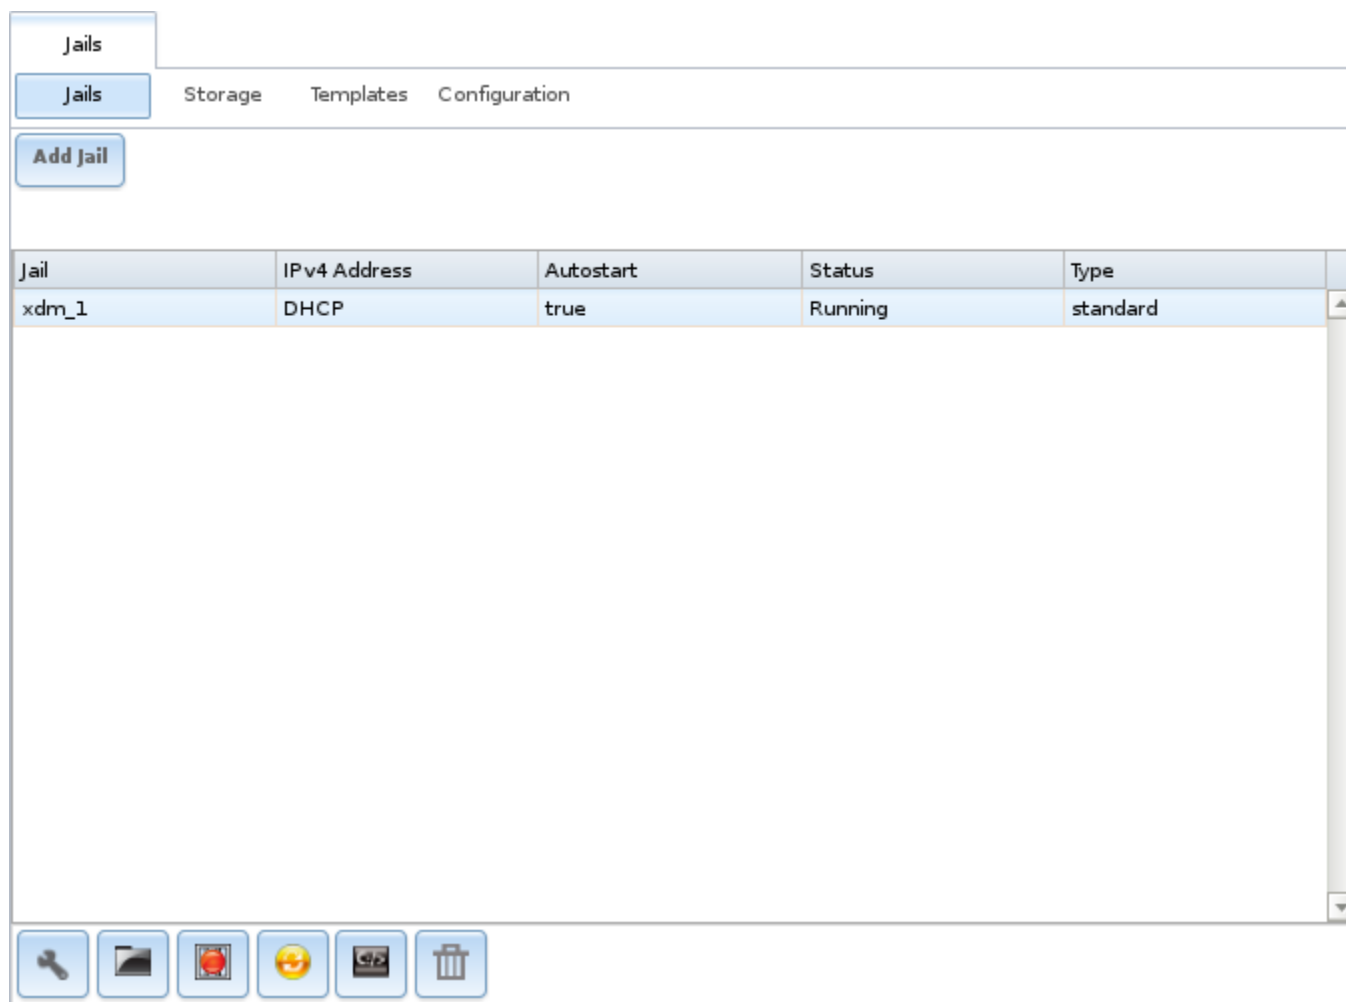 Jails
Jails Storage Templates Configuration
Add Jail
Jail IPv4 Address Autostart Status Type
xdm_1 DHCP true Running standard